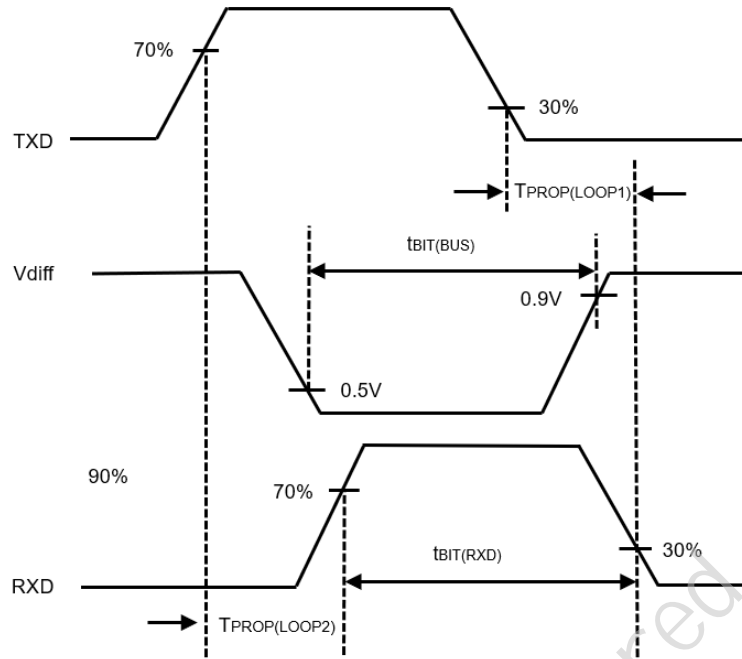 70%
30%
TXD
TPROP(LOOP1)
tBIT(BUS)
Vdiff
0.9V
0.5V
90%
70%
tBIT(RXD)
30%
RXD
TPROP(LOOP2)